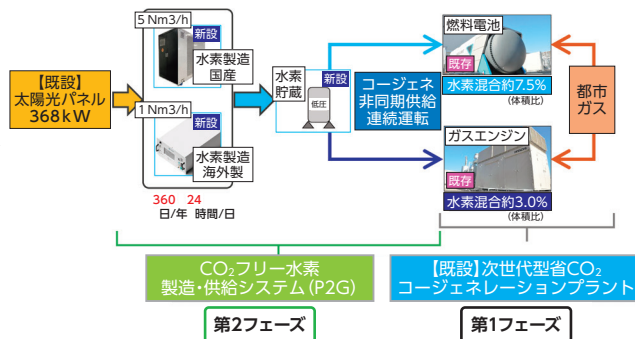 【既設】
太陽光パネル
368kW
5 Nm3/h
新設
水素製造
国産
1 Nm3/h
新設
水素製造
海外製
360 24
日/年 時間/日
水素
貯蔵
新設
低圧
コージェネ
非同期供給
連続運転
燃料電池
既存
水素混合約7.5%
(体積比)
ガスエンジン
既存
水素混合約3.0%
(体積比)
都市
ガス
CO₂フリー水素
製造・供給システム(P2G)
【既設】次世代型省CO₂
コージェネレーションプラント
第2フェーズ
第1フェーズ